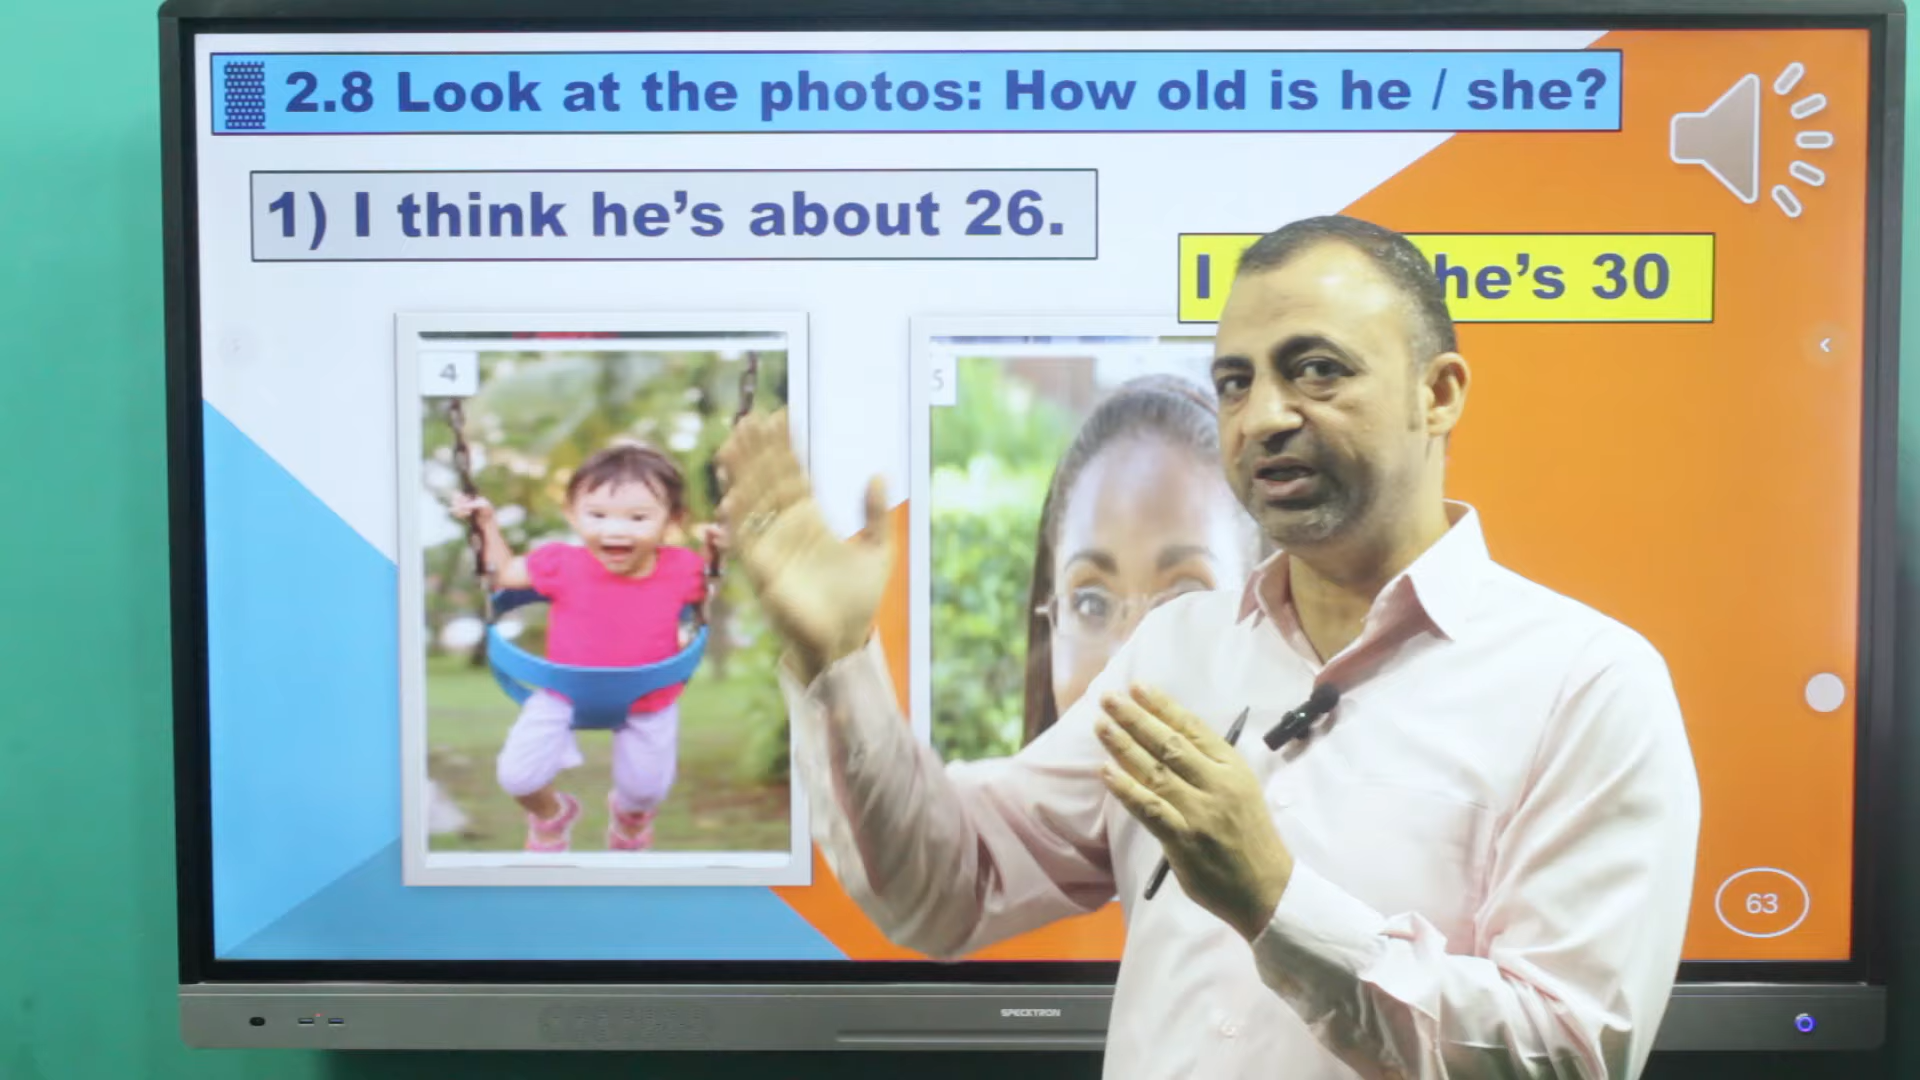 2.8 Look at the photos: How old is he / she?
1) I think he's about 26.
I he's 30
4
5
63
SPECKTRON